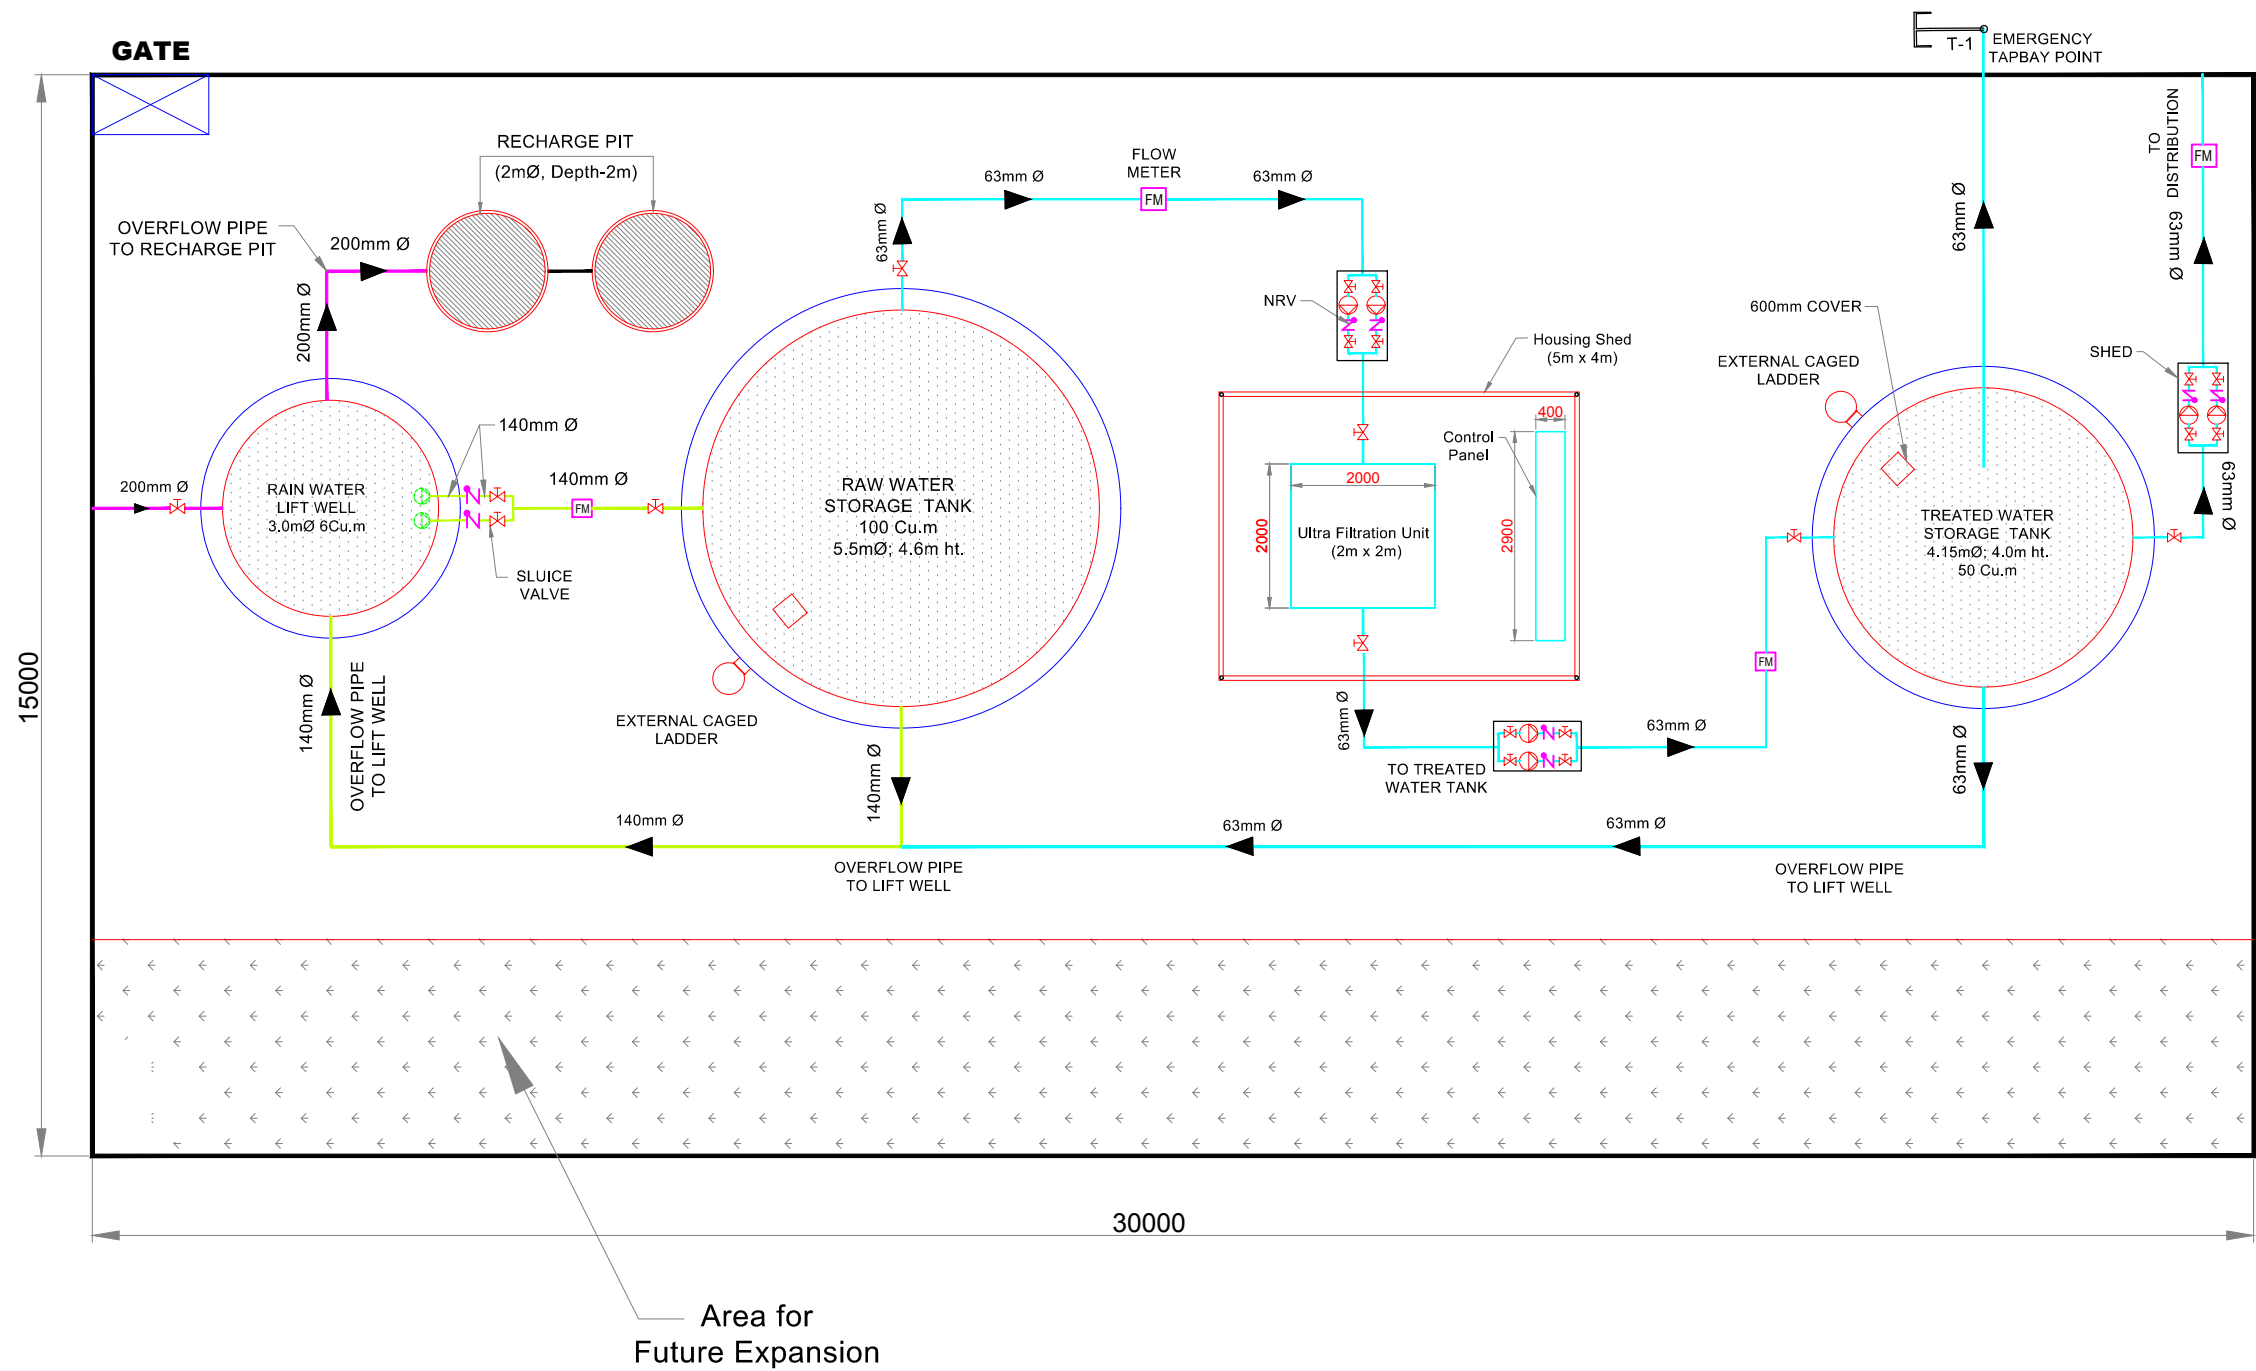 GATE
T-1
EMERGENCY
TAPBAY POINT
RECHARGE PIT
(2mØ, Depth-2m)
FLOW
METER
FM
63mm Ø
63mm Ø
63mm Ø
63mm Ø
TO
DISTRIBUTION
63mm Ø
FM
OVERFLOW PIPE
TO RECHARGE PIT
200mm Ø
200mm Ø
NRV
600mm COVER
Housing Shed
(5m x 4m)
EXTERNAL CAGED
LADDER
SHED
63mm Ø
140mm Ø
140mm Ø
200mm Ø
FM
RAIN WATER
LIFT WELL
3.0mØ 6Cu.m
SLUICE
VALVE
RAW WATER
STORAGE TANK
100 Cu.m
5.5mØ; 4.6m ht.
400
Control
Panel
2000
2000
2900
Ultra Filtration Unit
(2m x 2m)
TREATED WATER
STORAGE TANK
4.15mØ; 4.0m ht.
50 Cu.m
FM
15000
140mm Ø
OVERFLOW PIPE
TO LIFT WELL
EXTERNAL CAGED
LADDER
140mm Ø
63mm Ø
63mm Ø
63mm Ø
TO TREATED
WATER TANK
140mm Ø
63mm Ø
63mm Ø
OVERFLOW PIPE
TO LIFT WELL
OVERFLOW PIPE
TO LIFT WELL
30000
Area for
Future Expansion